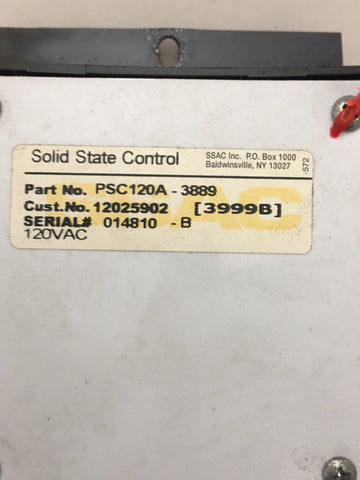 Solid State Control
SSAC Inc. P.O. Box 1000
Baldwinsville, NY 13027
-572
Part No. PSC120A - 3889
Cust.No. 12025902 [3999B]
SERIAL# 014810 - B
120VAC
SSAC